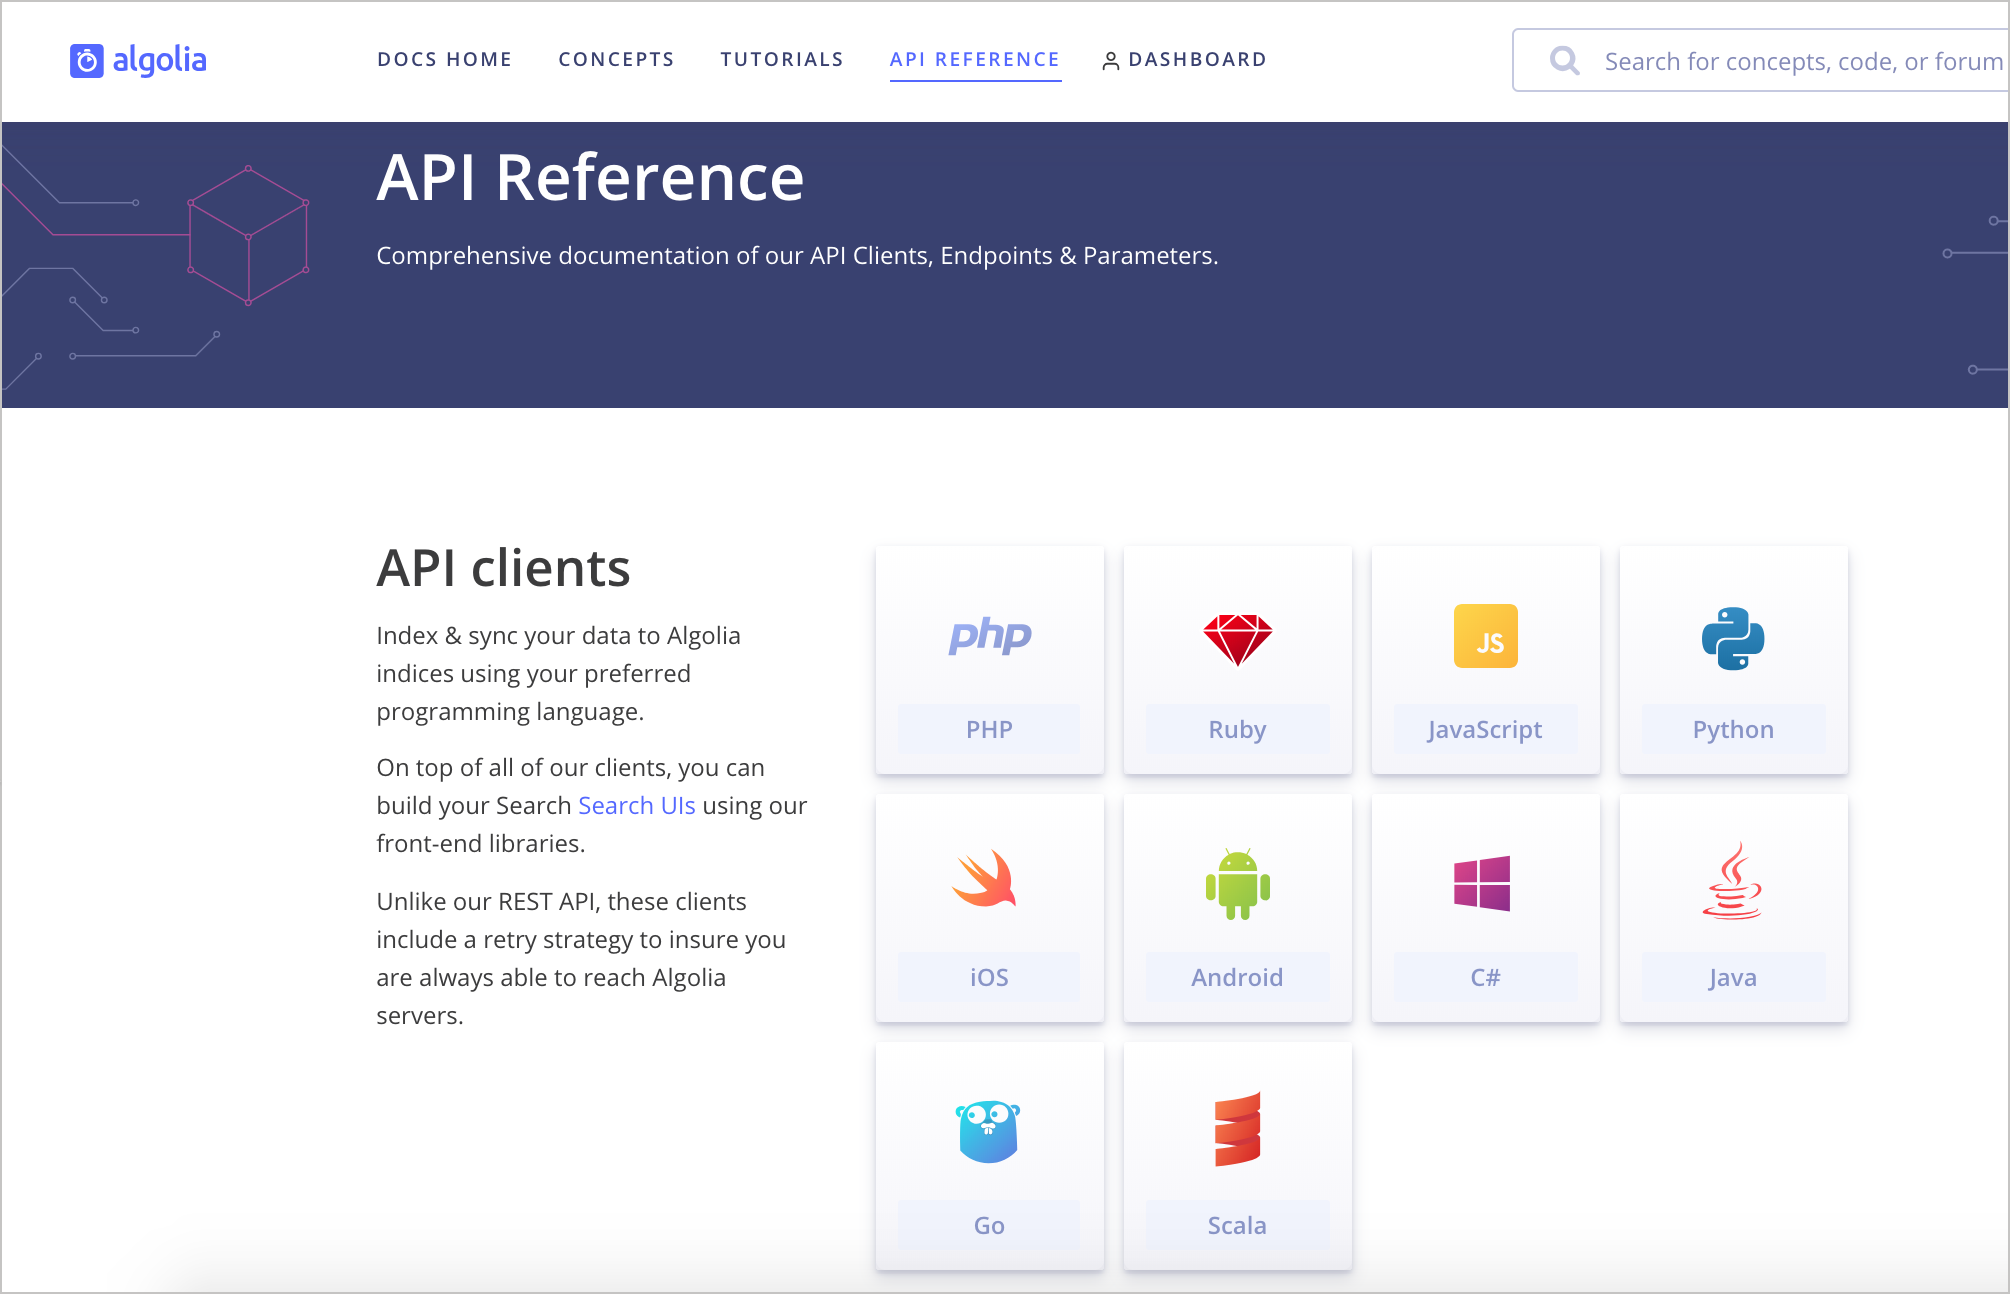 algolia
DOCS HOME CONCEPTS TUTORIALS API REFERENCE DASHBOARD
Search for concepts, code, or forum
API Reference
Comprehensive documentation of our API Clients, Endpoints & Parameters.
API clients
Index & sync your data to Algolia
indices using your preferred
programming language.
On top of all of our clients, you can
build your Search Search UIs using our
front-end libraries.
Unlike our REST API, these clients
include a retry strategy to insure you
are always able to reach Algolia
servers.
php
JS
PHP Ruby JavaScript Python
iOS Android C# Java
Go Scala